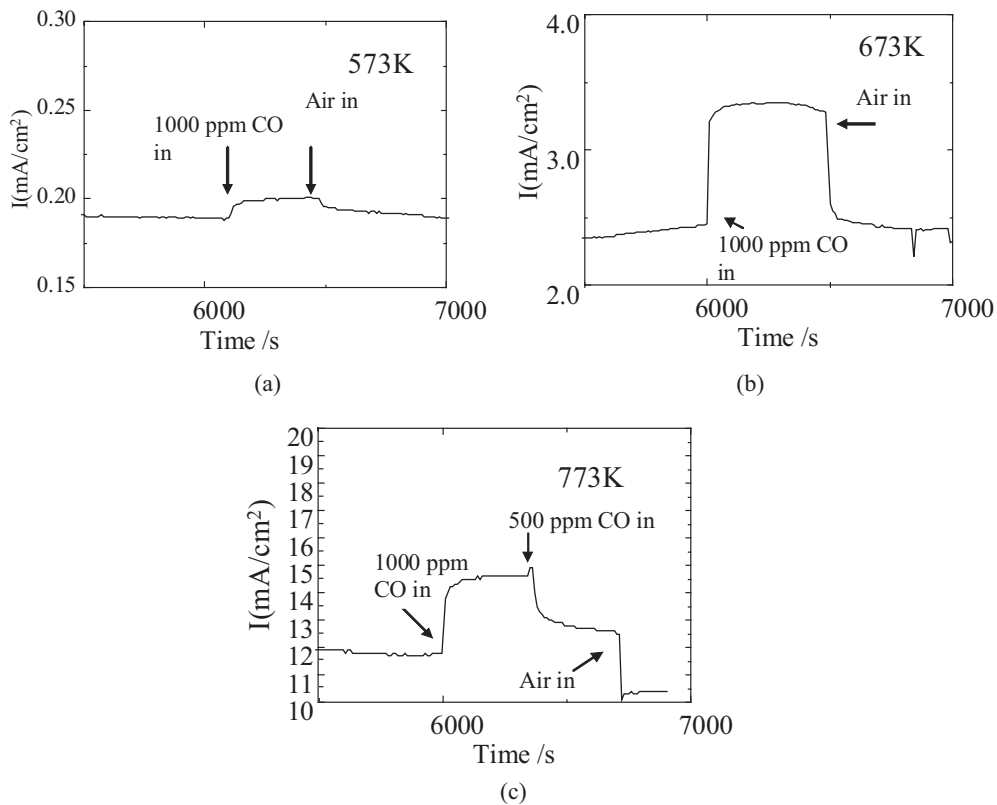 0.30
573K
0.25
Air in
1000 ppm CO
in
I(mA/cm²)
0.20
0.15
6000
7000
Time /s
(a)
4.0
673K
Air in
3.0
I(mA/cm²)
1000 ppm CO
in
2.0
6000
7000
Time /s
(b)
20
19
18
773K
17
500 ppm CO in
16
1000 ppm
CO in
15
I(mA/cm²)
13
12
Air in
11
10
6000
7000
Time /s
(c)